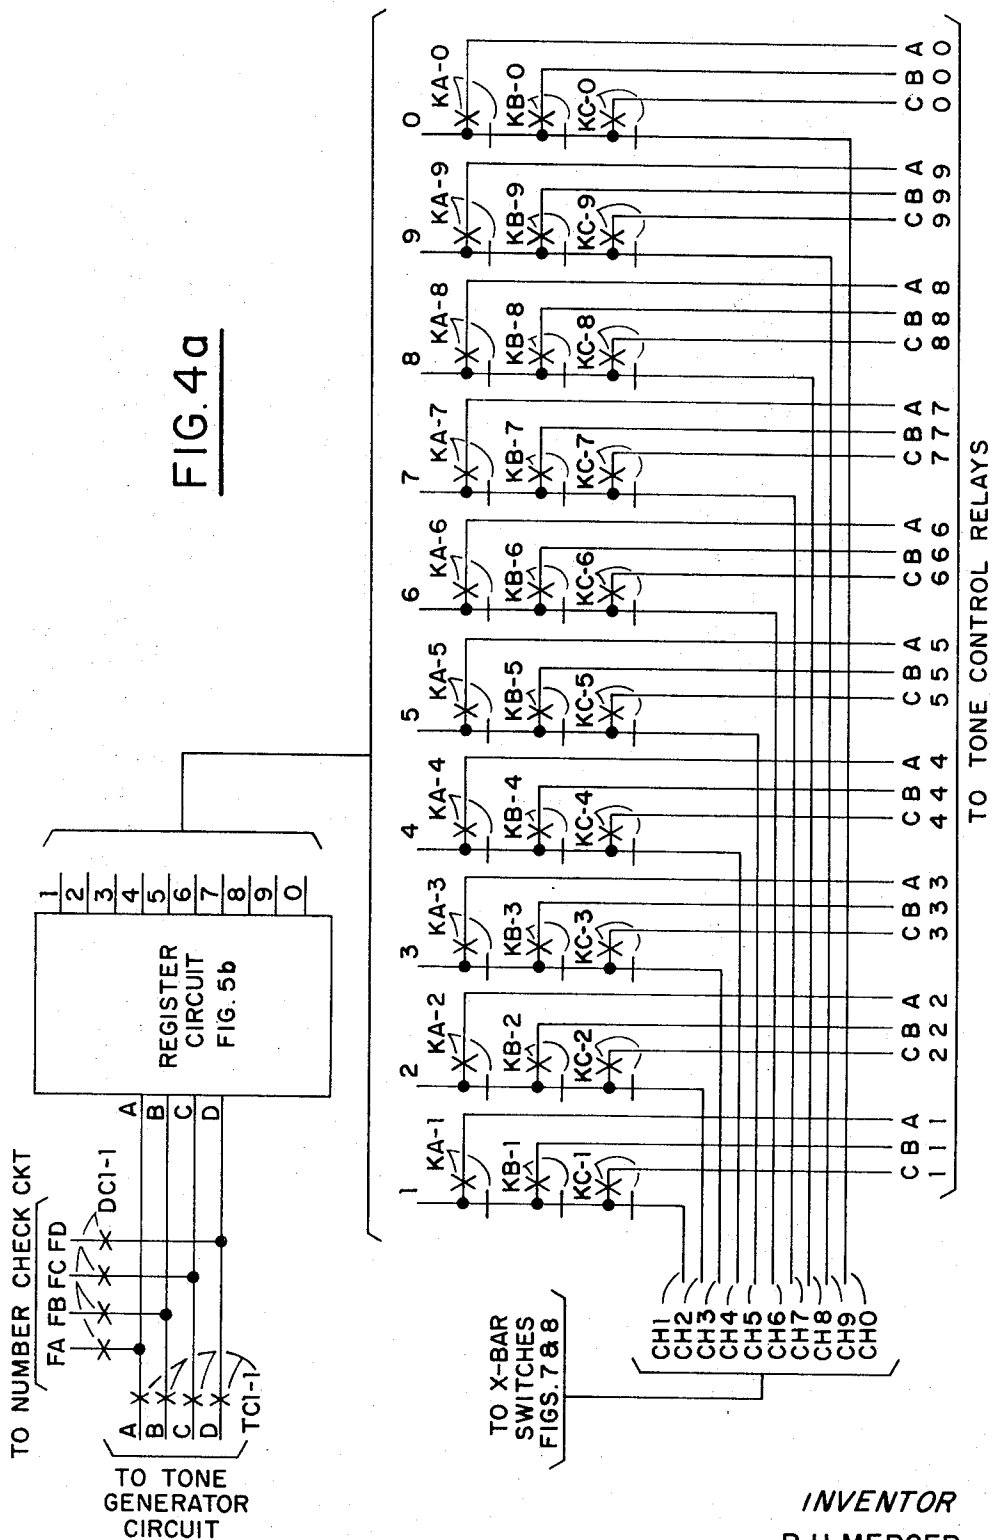 FIG. 4a
TO NUMBER CHECK CKT
FA FB FC FD
DC1-1
A
B
C
D
TC1-1
TO TONE
GENERATOR
CIRCUIT
A
B
C
D
REGISTER
CIRCUIT
FIG. 5b
1
2
3
4
5
6
7
8
9
0
1 2 3 4 5 6 7 8 9 0
KA-1 KA-2 KA-3 KA-4 KA-5 KA-6 KA-7 KA-8 KA-9 KA-0
KB-1 KB-2 KB-3 KB-4 KB-5 KB-6 KB-7 KB-8 KB-9 KB-0
KC-1 KC-2 KC-3 KC-4 KC-5 KC-6 KC-7 KC-8 KC-9 KC-0
TO X-BAR
SWITCHES
FIGS. 7 & 8
CH1
CH2
CH3
CH4
CH5
CH6
CH7
CH8
CH9
CH0
C B A C B A C B A C B A C B A C B A C B A C B A C B A C B A
1 1 1 2 2 2 3 3 3 4 4 4 5 5 5 6 6 6 7 7 7 8 8 8 9 9 9 0 0 0
TO TONE CONTROL RELAYS
INVENTOR